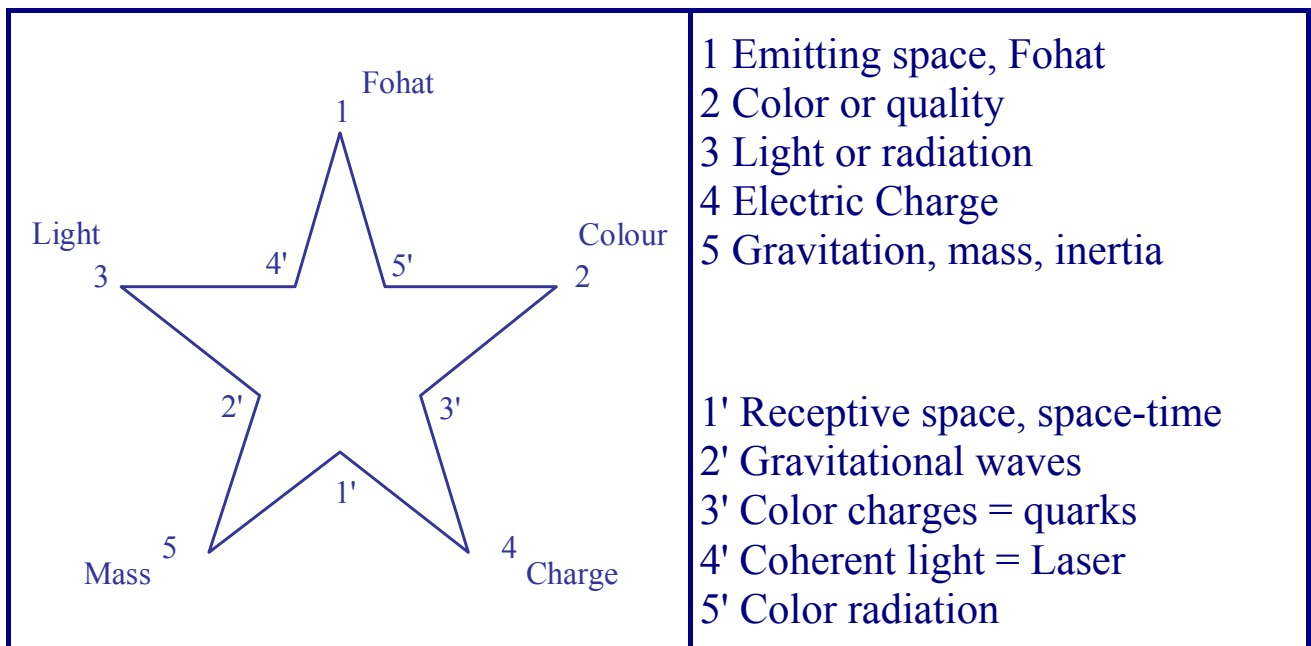 Fohat
1
Light
Colour
3
4'
5'
2
2'
3'
1'
5
4
Mass
Charge
1 Emitting space, Fohat
2 Color or quality
3 Light or radiation
4 Electric Charge
5 Gravitation, mass, inertia
1' Receptive space, space-time
2' Gravitational waves
3' Color charges = quarks
4' Coherent light = Laser
5' Color radiation